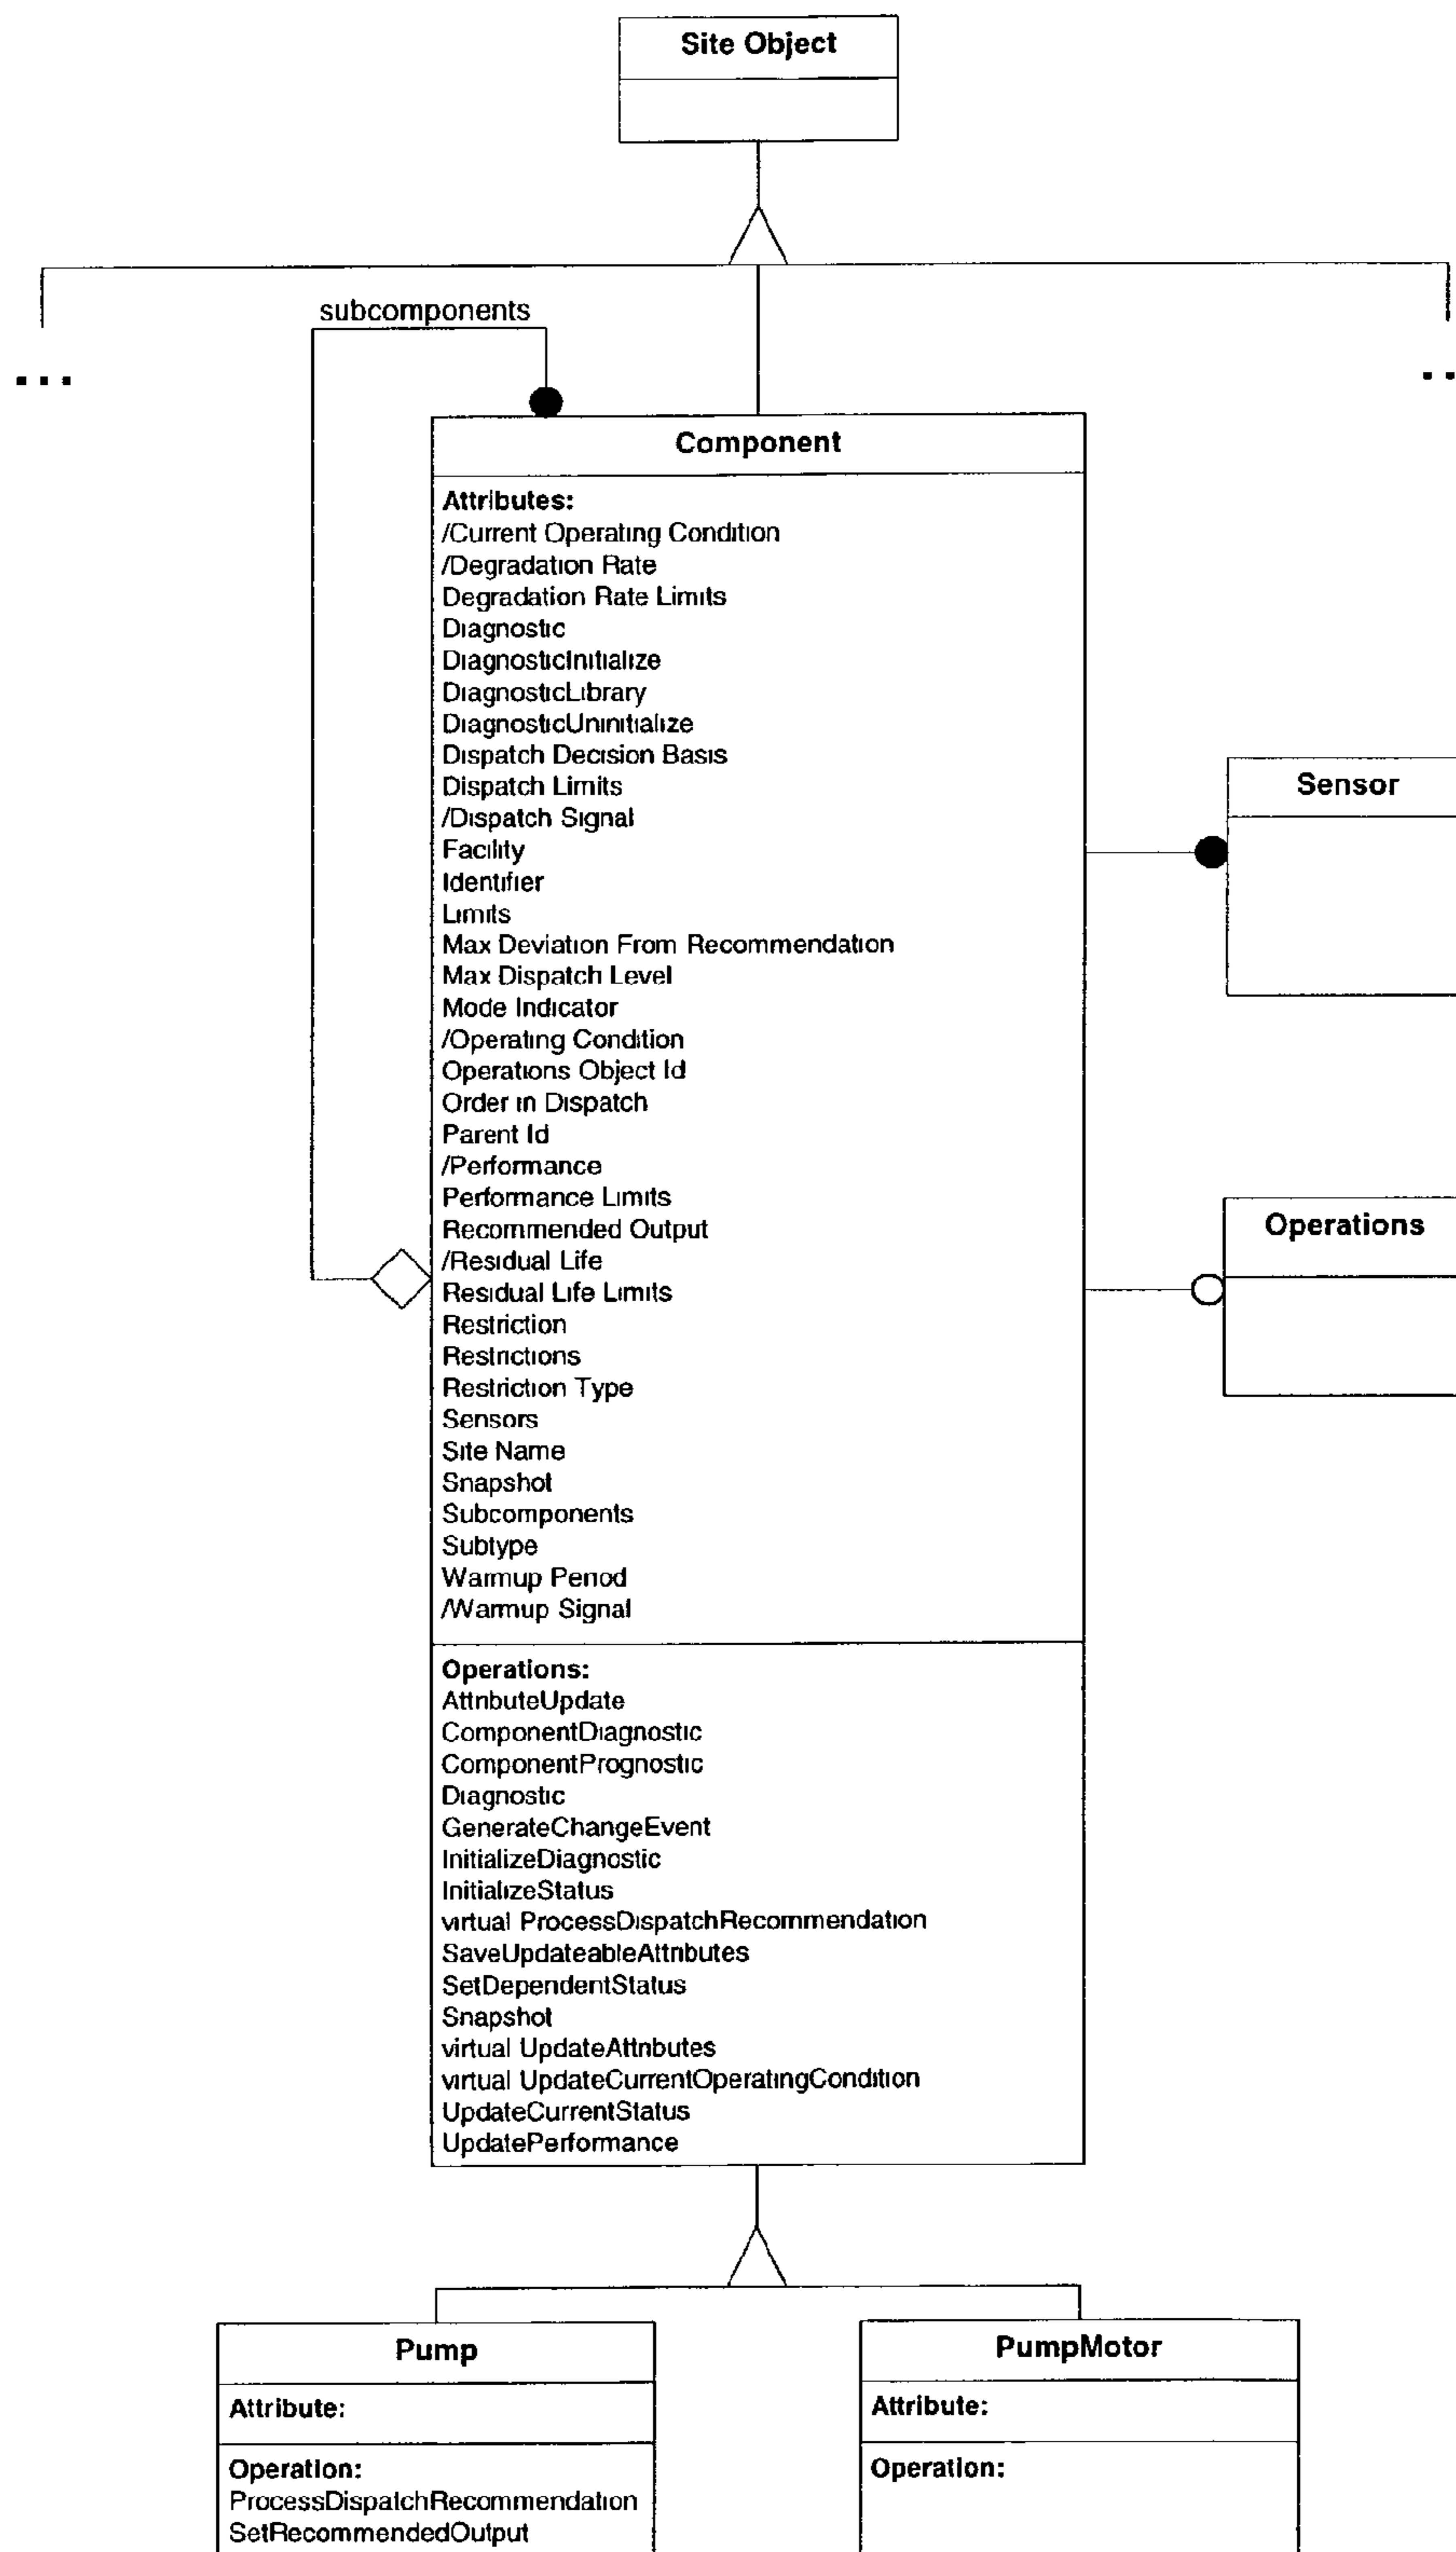 Site Object
subcomponents
...
..
Component
Attributes:
/Current Operating Condition
/Degradation Rate
Degradation Rate Limits
Diagnostic
DiagnosticInitialize
DiagnosticLibrary
DiagnosticUninitialize
Dispatch Decision Basis
Dispatch Limits
/Dispatch Signal
Facility
Identifier
Limits
Max Deviation From Recommendation
Max Dispatch Level
Mode Indicator
/Operating Condition
Operations Object Id
Order in Dispatch
Parent Id
/Performance
Performance Limits
Recommended Output
/Residual Life
Residual Life Limits
Restriction
Restrictions
Restriction Type
Sensors
Site Name
Snapshot
Subcomponents
Subtype
Warmup Period
/Warmup Signal
Operations:
AttributeUpdate
ComponentDiagnostic
ComponentPrognostic
Diagnostic
GenerateChangeEvent
InitializeDiagnostic
InitializeStatus
virtual ProcessDispatchRecommendation
SaveUpdateableAttributes
SetDependentStatus
Snapshot
virtual UpdateAttributes
virtual UpdateCurrentOperatingCondition
UpdateCurrentStatus
UpdatePerformance
Sensor
Operations
Pump
Attribute:
Operation:
ProcessDispatchRecommendation
SetRecommendedOutput
PumpMotor
Attribute:
Operation: